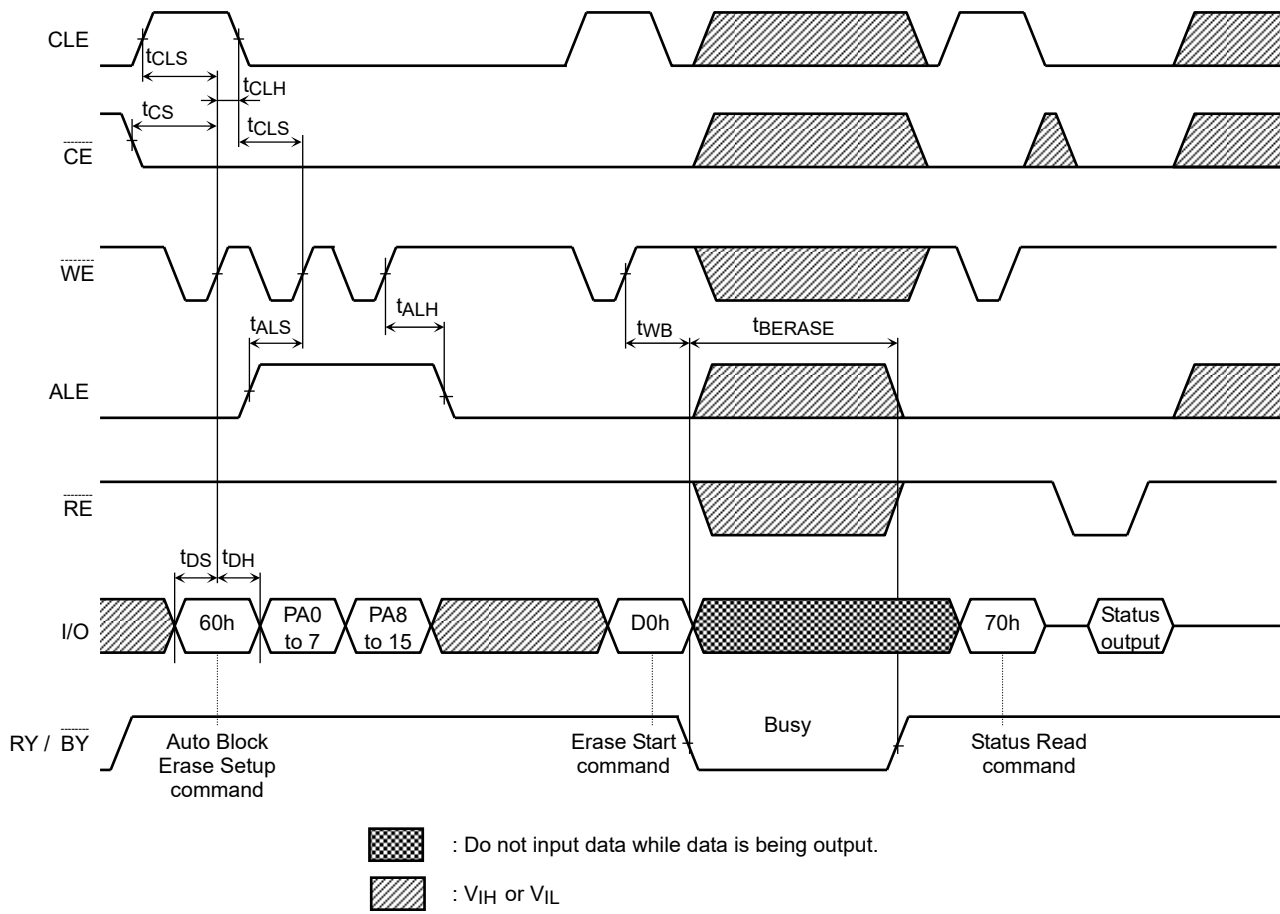 CLE
tCLS
tCLH
tCS
tCLS
CE
WE
tALH
tALS
tWB
tBERASE
ALE
RE
tDS
tDH
I/O
60h
PA0
to 7
PA8
to 15
D0h
70h
Status
output
RY / BY
Busy
Auto Block
Erase Setup
command
Erase Start
command
Status Read
command
: Do not input data while data is being output.
: VIH or VIL